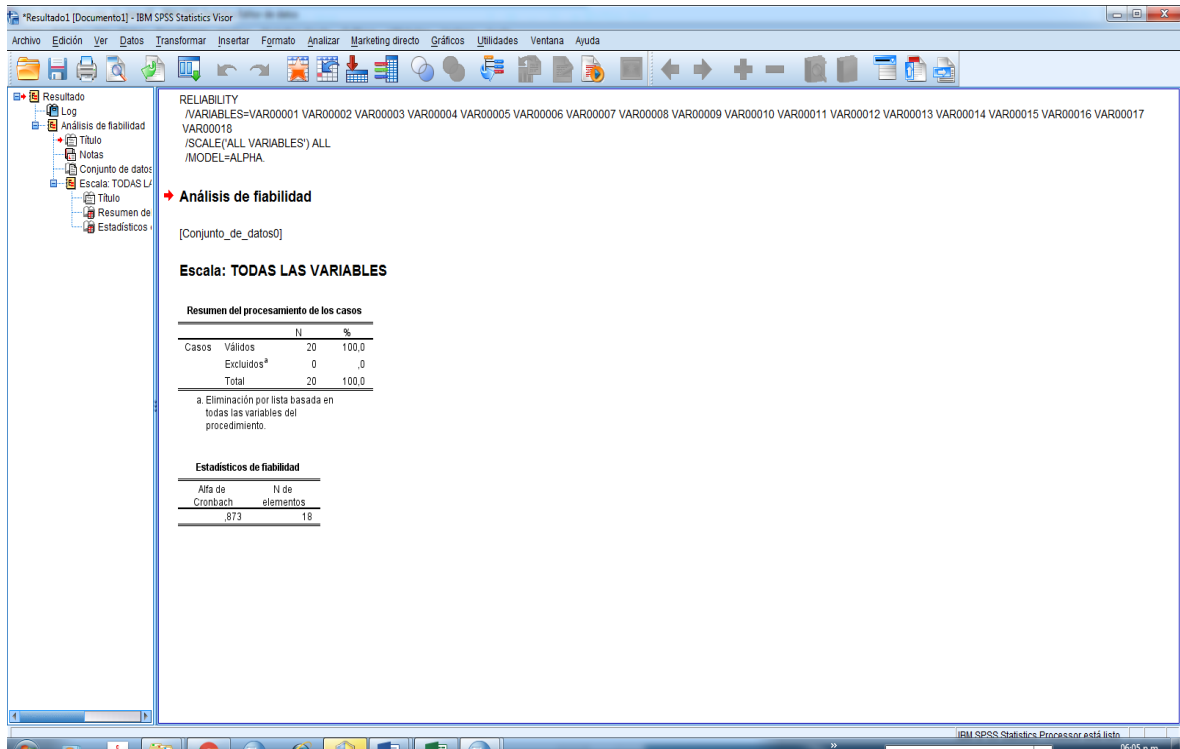 *Resultado1 [Documento1] - IBM SPSS Statistics Visor
Archivo Edición Ver Datos Transformar Insertar Formato Analizar Marketing directo Gráficos Utilidades Ventana Ayuda
Resultado
Log
Análisis de fiabilidad
Título
Notas
Conjunto de datos
Escala: TODAS LA
Título
Resumen de
Estadísticos
RELIABILITY
/VARIABLES=VAR00001 VAR00002 VAR00003 VAR00004 VAR00005 VAR00006 VAR00007 VAR00008 VAR00009 VAR00010 VAR00011 VAR00012 VAR00013 VAR00014 VAR00015 VAR00016 VAR00017
VAR00018
/SCALE('ALL VARIABLES') ALL
/MODEL=ALPHA.
Análisis de fiabilidad
[Conjunto_de_datos0]
Escala: TODAS LAS VARIABLES
Resumen del procesamiento de los casos
N %
Casos Válidos 20 100,0
Excluidosª 0 ,0
Total 20 100,0
a. Eliminación por lista basada en
todas las variables del
procedimiento.
Estadísticos de fiabilidad
Alfa de Cronbach N de elementos
,873 18
IBM SPSS Statistics Processor está listo
06:05 p.m.